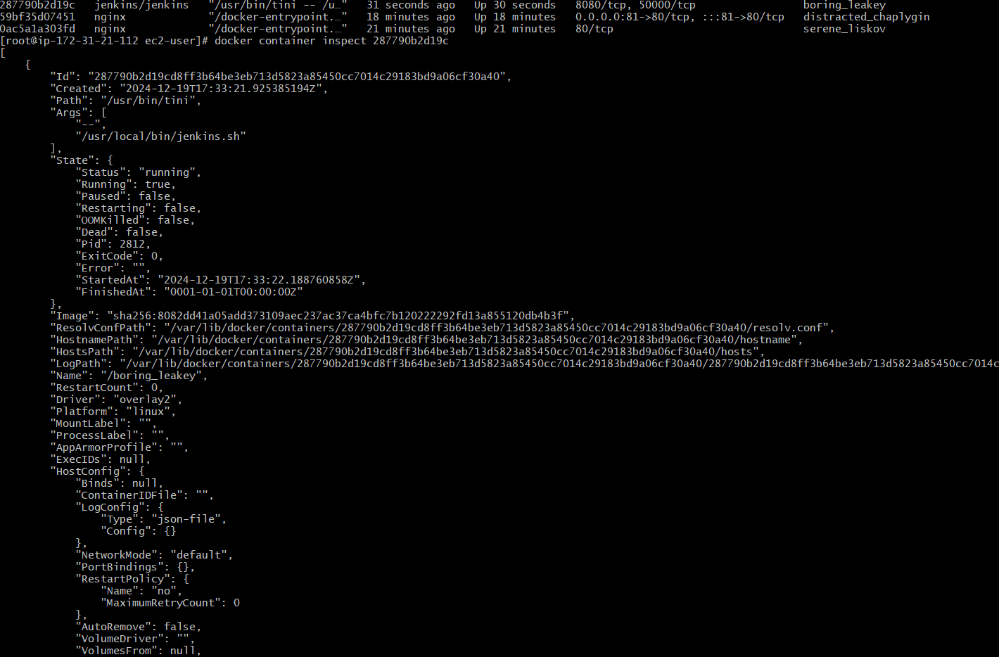 287790b2d19c   jenkins/jenkins   "/usr/bin/tini -- /u…"   31 seconds ago   Up 30 seconds   8080/tcp, 50000/tcp                 boring_leakey
59bf35d07451   nginx             "/docker-entrypoint.…"   18 minutes ago   Up 18 minutes   0.0.0.0:81->80/tcp, :::81->80/tcp   distracted_chaplygin
0ac5a1a303fd   nginx             "/docker-entrypoint.…"   21 minutes ago   Up 21 minutes   80/tcp                              serene_liskov
[root@ip-172-31-21-112 ec2-user]# docker container inspect 287790b2d19c
[
    {
        "Id": "287790b2d19cd8ff3b64be3eb713d5823a85450cc7014c29183bd9a06cf30a40",
        "Created": "2024-12-19T17:33:21.925385194Z",
        "Path": "/usr/bin/tini",
        "Args": [
            "--",
            "/usr/local/bin/jenkins.sh"
        ],
        "State": {
            "Status": "running",
            "Running": true,
            "Paused": false,
            "Restarting": false,
            "OOMKilled": false,
            "Dead": false,
            "Pid": 2812,
            "ExitCode": 0,
            "Error": "",
            "StartedAt": "2024-12-19T17:33:22.188760858Z",
            "FinishedAt": "0001-01-01T00:00:00Z"
        },
        "Image": "sha256:8082dd41a05add373109aec237ac37ca4bfc7b120222292fd13a855120db4b3f",
        "ResolvConfPath": "/var/lib/docker/containers/287790b2d19cd8ff3b64be3eb713d5823a85450cc7014c29183bd9a06cf30a40/resolv.conf",
        "HostnamePath": "/var/lib/docker/containers/287790b2d19cd8ff3b64be3eb713d5823a85450cc7014c29183bd9a06cf30a40/hostname",
        "HostsPath": "/var/lib/docker/containers/287790b2d19cd8ff3b64be3eb713d5823a85450cc7014c29183bd9a06cf30a40/hosts",
        "LogPath": "/var/lib/docker/containers/287790b2d19cd8ff3b64be3eb713d5823a85450cc7014c29183bd9a06cf30a40/287790b2d19cd8ff3b64be3eb713d5823a85450cc7014c
        "Name": "/boring_leakey",
        "RestartCount": 0,
        "Driver": "overlay2",
        "Platform": "linux",
        "MountLabel": "",
        "ProcessLabel": "",
        "AppArmorProfile": "",
        "ExecIDs": null,
        "HostConfig": {
            "Binds": null,
            "ContainerIDFile": "",
            "LogConfig": {
                "Type": "json-file",
                "Config": {}
            },
            "NetworkMode": "default",
            "PortBindings": {},
            "RestartPolicy": {
                "Name": "no",
                "MaximumRetryCount": 0
            },
            "AutoRemove": false,
            "VolumeDriver": "",
            "VolumesFrom": null,